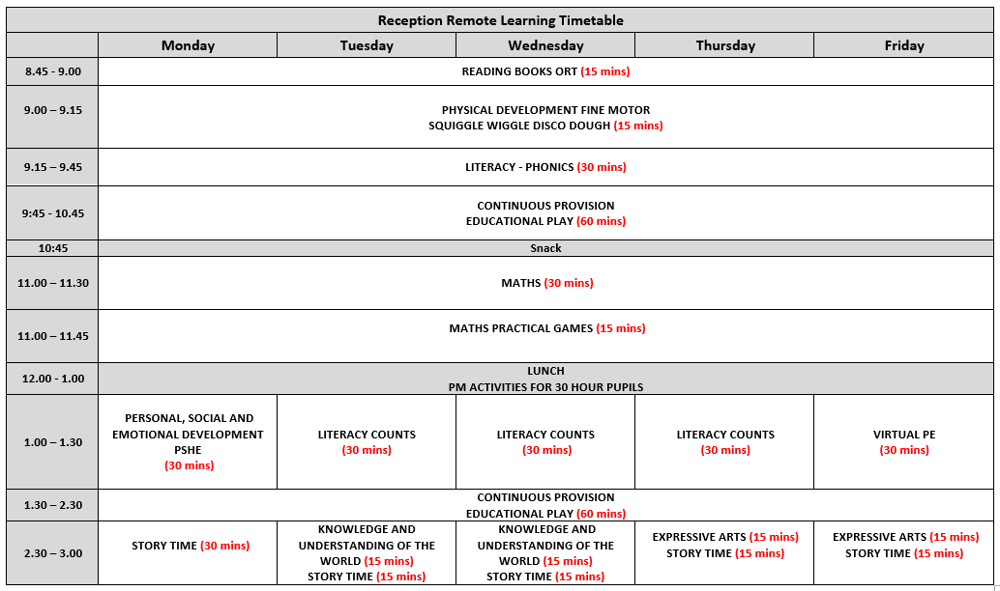 Reception Remote Learning Timetable
Monday Tuesday Wednesday Thursday Friday
8.45 - 9.00 READING BOOKS ORT (15 mins)
9.00 – 9.15
PHYSICAL DEVELOPMENT FINE MOTOR
SQUIGGLE WIGGLE DISCO DOUGH (15 mins)
9.15 – 9.45 LITERACY - PHONICS (30 mins)
9:45 - 10.45
CONTINUOUS PROVISION
EDUCATIONAL PLAY (60 mins)
10:45 Snack
11.00 – 11.30 MATHS (30 mins)
11.00 – 11.45 MATHS PRACTICAL GAMES (15 mins)
12.00 - 1.00
LUNCH
PM ACTIVITIES FOR 30 HOUR PUPILS
1.00 – 1.30
PERSONAL, SOCIAL AND
EMOTIONAL DEVELOPMENT
PSHE
(30 mins)
LITERACY COUNTS
(30 mins)
LITERACY COUNTS
(30 mins)
LITERACY COUNTS
(30 mins)
VIRTUAL PE
(30 mins)
1.30 – 2.30
CONTINUOUS PROVISION
EDUCATIONAL PLAY (60 mins)
2.30 – 3.00
STORY TIME (30 mins)
KNOWLEDGE AND
UNDERSTANDING OF THE
WORLD (15 mins)
STORY TIME (15 mins)
KNOWLEDGE AND
UNDERSTANDING OF THE
WORLD (15 mins)
STORY TIME (15 mins)
EXPRESSIVE ARTS (15 mins)
STORY TIME (15 mins)
EXPRESSIVE ARTS (15 mins)
STORY TIME (15 mins)